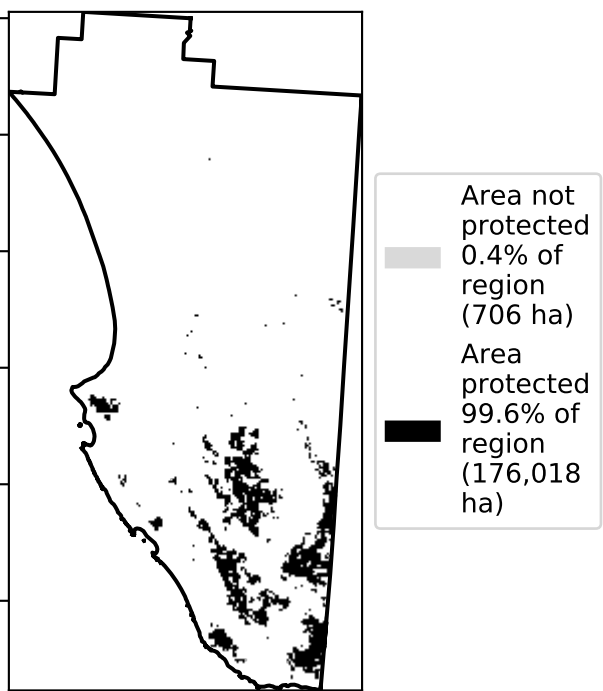 Area not
protected
0.4% of
region
(706 ha)
Area
protected
99.6% of
region
(176,018
ha)